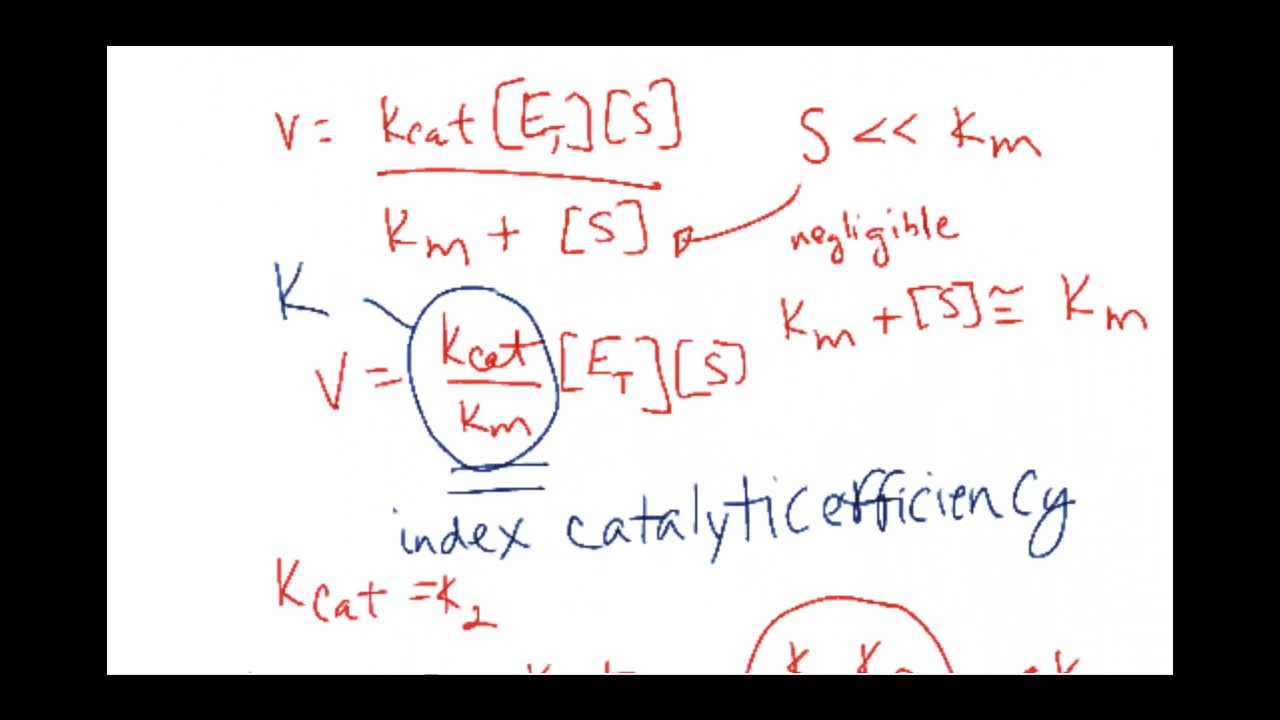 v = kcat[ET][S] S << Km
Km + [S] negligible
Km + [S] ≅ Km
K
V = kcat/Km [ET][S]
index catalytic efficiency
Kcat = K2